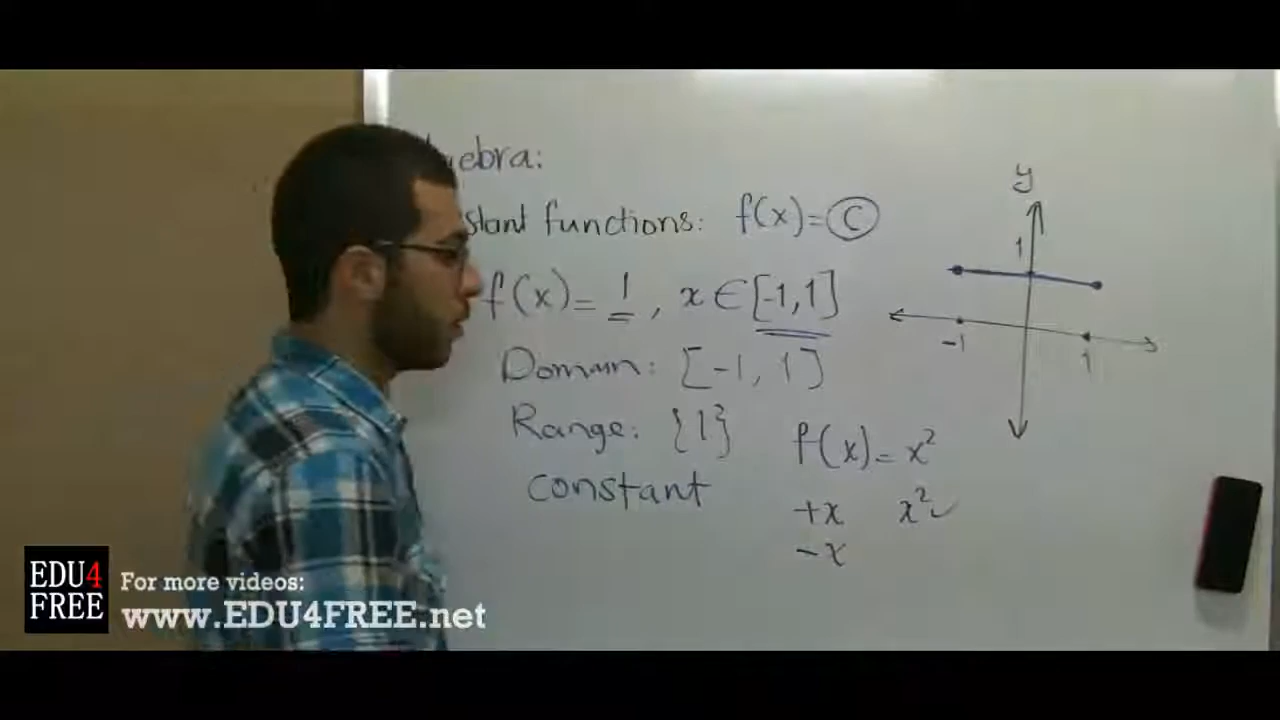 gebra:
stant functions: f(x)=C
f(x)= 1 , x ∈ [-1,1]
Domain: [-1, 1]
Range: {1}
constant
f(x)= x²
+x x²
-x
y
1
-1
1
EDU4
FREE
For more videos:
www.EDU4FREE.net